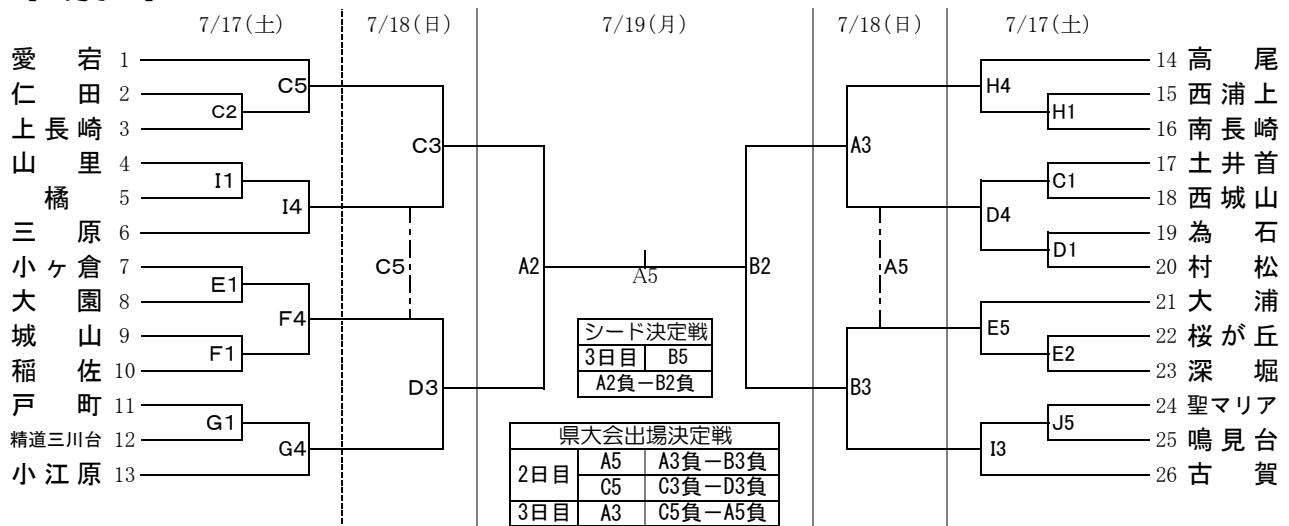 7/17(土) 7/18(日) 7/19(月) 7/18(日) 7/17(土)
愛宕 1
仁田 2
上長崎 3
山里 4
橘 5
三原 6
小ヶ倉 7
大園 8
城山 9
稲佐 10
戸町 11
精道三川台 12
小江原 13
C5
C2
I1
I4
E1
F4
F1
G1
G4
C3
C5
D3
A2
A5
B2
シード決定戦
3日目 B5
A2負ー B2負
県大会出場決定戦
2日目 A5 A3負ーB3負
C5 C3負ーD3負
3日目 A3 C5負ーA5負
A3
A5
B3
H4
H1
C1
D4
D1
E5
E2
J5
I3
14 高尾
15 西浦上
16 南長崎
17 土井首
18 西城山
19 為石
20 村松
21 大浦
22 桜が丘
23 深堀
24 聖マリア
25 鳴見台
26 古賀